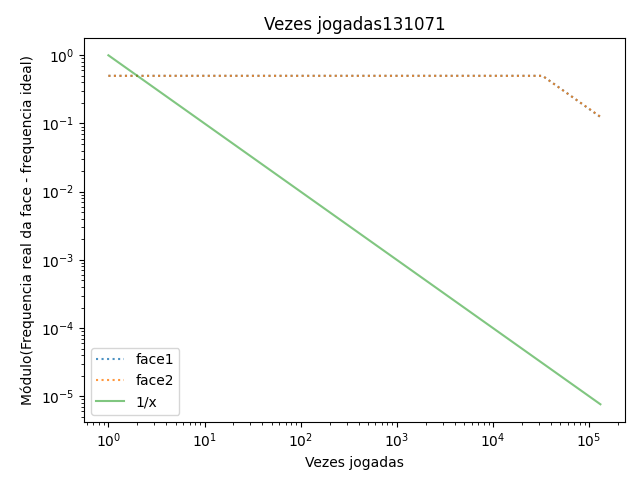 Vezes jogadas131071
Módulo(Frequencia real da face - frequencia ideal)
10⁰
10⁻¹
10⁻²
10⁻³
10⁻⁴
10⁻⁵
face1
face2
1/x
10⁰ 10¹ 10² 10³ 10⁴ 10⁵
Vezes jogadas